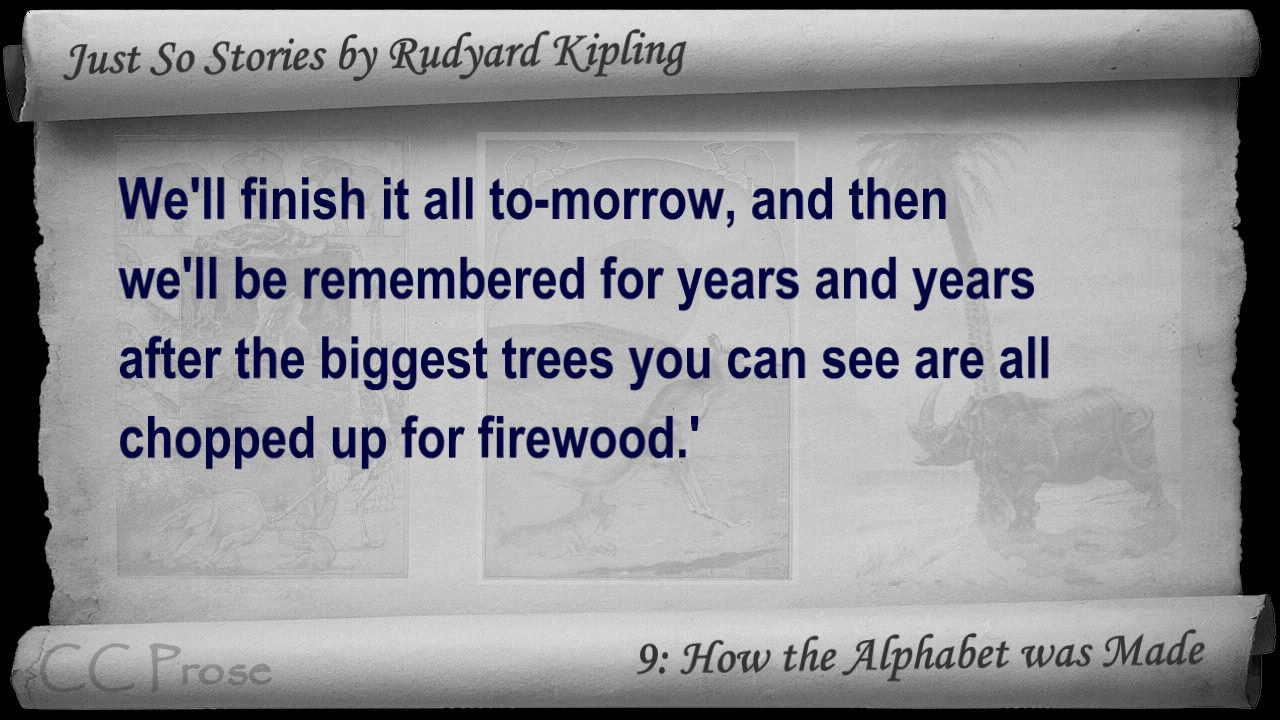 Just So Stories by Rudyard Kipling
We'll finish it all to-morrow, and then
we'll be remembered for years and years
after the biggest trees you can see are all
chopped up for firewood.'
CC Prose
9: How the Alphabet was Made